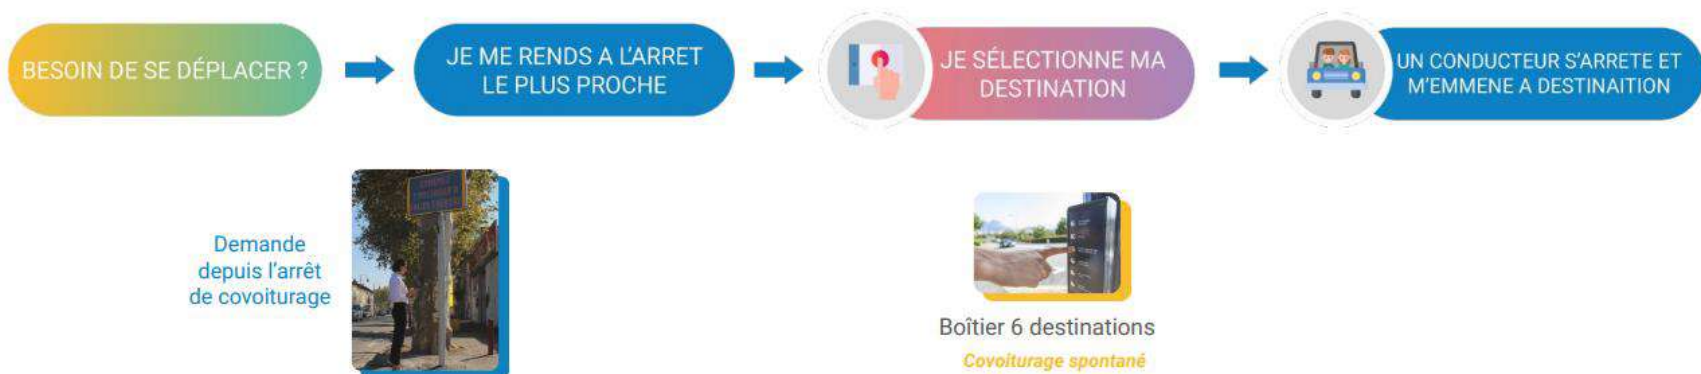 BESOIN DE SE DÉPLACER ?
JE ME RENDS A L'ARRET
LE PLUS PROCHE
JE SÉLECTIONNE MA
DESTINATION
UN CONDUCTEUR S'ARRETE ET
M'EMMENE A DESTINAITION
Demande
depuis l'arrêt
de covoiturage
Boîtier 6 destinations
Covoiturage spontané